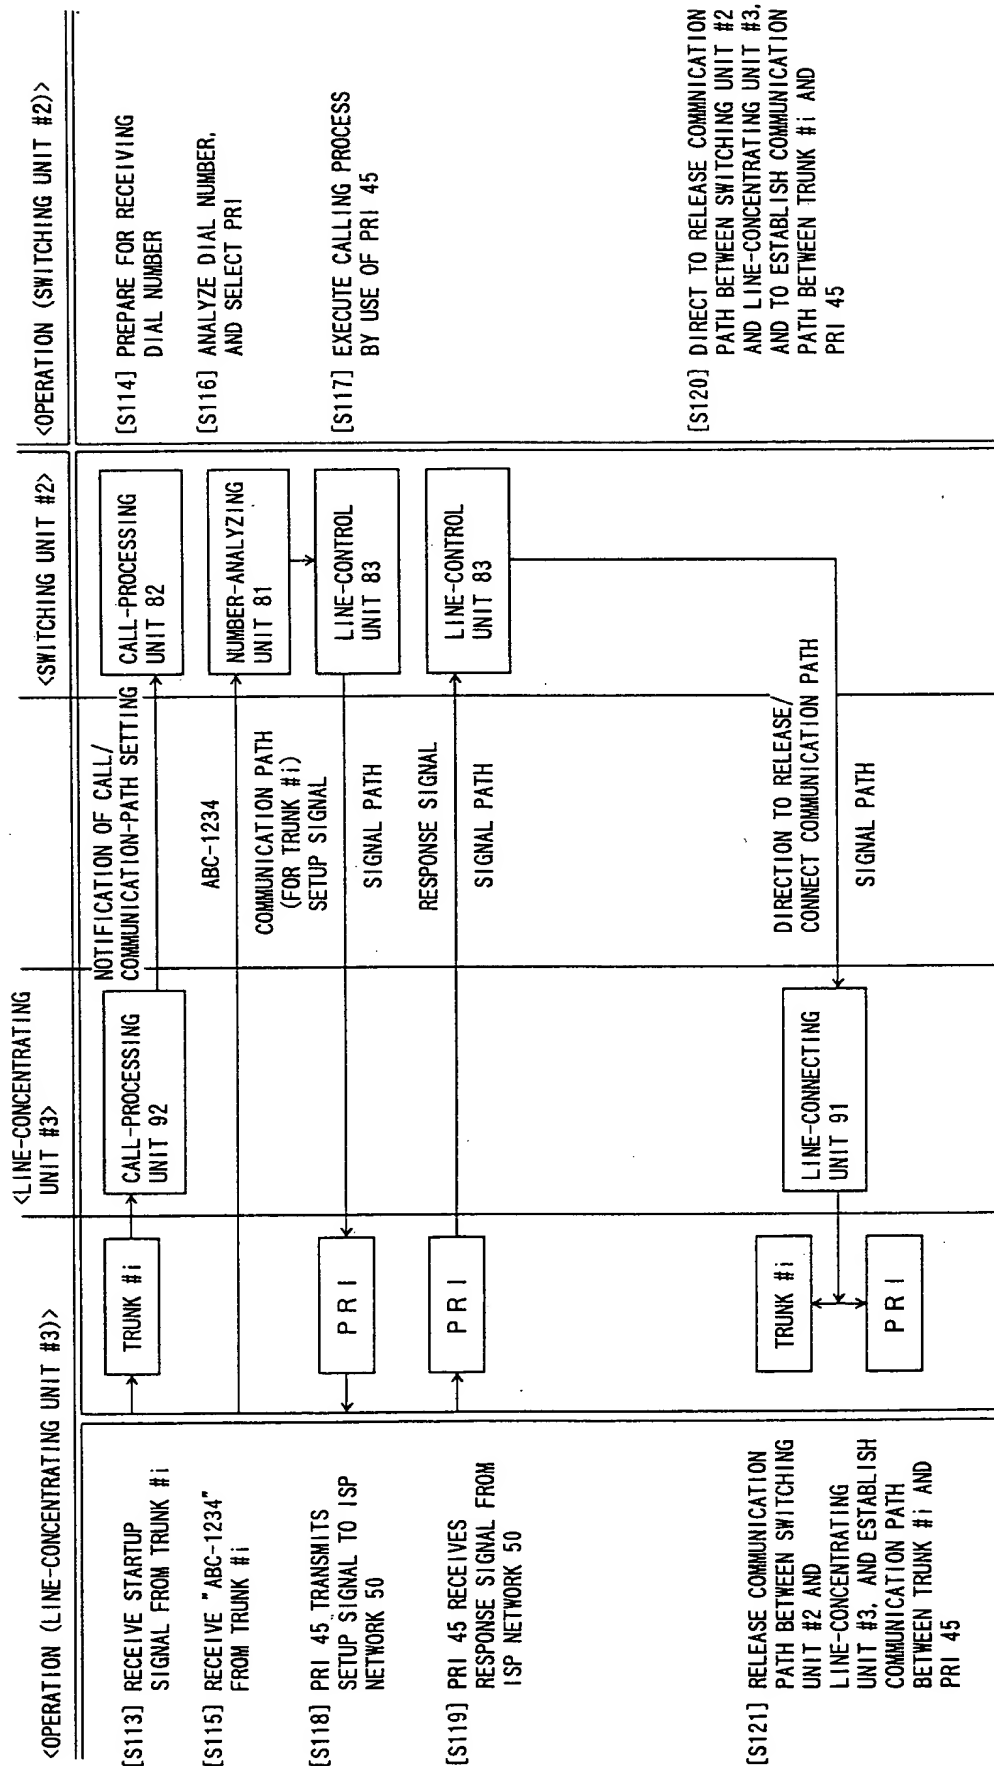 <OPERATION (LINE-CONCENTRATING UNIT #3)>
<LINE-CONCENTRATING
UNIT #3>
<SWITCHING UNIT #2>
<OPERATION (SWITCHING UNIT #2)>
[S113] RECEIVE STARTUP
SIGNAL FROM TRUNK #i
TRUNK #i
CALL-PROCESSING
UNIT 92
NOTIFICATION OF CALL/
COMMUNICATION-PATH SETTING
CALL-PROCESSING
UNIT 82
[S114] PREPARE FOR RECEIVING
DIAL NUMBER
[S115] RECEIVE "ABC-1234"
FROM TRUNK #i
ABC-1234
NUMBER-ANALYZING
UNIT 81
[S116] ANALYZE DIAL NUMBER,
AND SELECT PRI
[S118] PRI 45 TRANSMITS
SETUP SIGNAL TO ISP
NETWORK 50
PRI
COMMUNICATION PATH
(FOR TRUNK #i)
SETUP SIGNAL
SIGNAL PATH
LINE-CONTROL
UNIT 83
[S117] EXECUTE CALLING PROCESS
BY USE OF PRI 45
[S119] PRI 45 RECEIVES
RESPONSE SIGNAL FROM
ISP NETWORK 50
PRI
RESPONSE SIGNAL
SIGNAL PATH
LINE-CONTROL
UNIT 83
[S120] DIRECT TO RELEASE COMMNICATION
PATH BETWEEN SWITCHING UNIT #2
AND LINE-CONCENTRATING UNIT #3,
AND TO ESTABLISH COMMUNICATION
PATH BETWEEN TRUNK #i AND
PRI 45
[S121] RELEASE COMMUNICATION
PATH BETWEEN SWITCHING
UNIT #2 AND
LINE-CONCENTRATING
UNIT #3, AND ESTABLISH
COMMUNICATION PATH
BETWEEN TRUNK #i AND
PRI 45
TRUNK #i
PRI
LINE-CONNECTING
UNIT 91
DIRECTION TO RELEASE/
CONNECT COMMUNICATION PATH
SIGNAL PATH